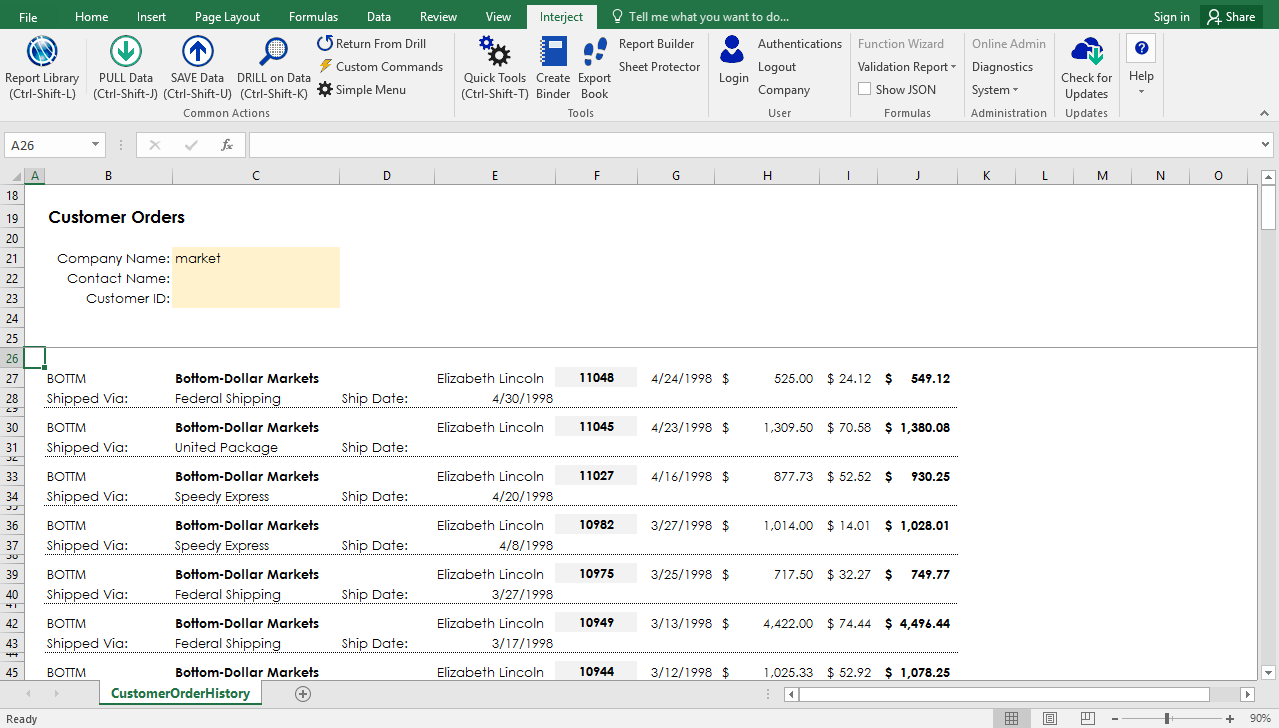 File Home Insert Page Layout Formulas Data Review View Interject Tell me what you want to do... Sign in Share
Report Library (Ctrl-Shift-L)
PULL Data (Ctrl-Shift-J)
SAVE Data (Ctrl-Shift-U)
DRILL on Data (Ctrl-Shift-K)
Return From Drill
Custom Commands
Simple Menu
Common Actions
Quick Tools (Ctrl-Shift-T)
Create Binder
Export Book
Report Builder
Sheet Protector
Tools
Login
Authentications
Logout
Company
User
Function Wizard
Validation Report
Show JSON
Formulas
Online Admin
Diagnostics
System
Administration
Check for Updates
Updates
Help
A26 fx
A B C D E F G H I J K L M N O
18
19 Customer Orders
20
21 Company Name: market
22 Contact Name:
23 Customer ID:
24
25
26
27 BOTTM Bottom-Dollar Markets Elizabeth Lincoln 11048 4/24/1998 $ 525.00 $ 24.12 $ 549.12
28 Shipped Via: Federal Shipping Ship Date: 4/30/1998
29
30 BOTTM Bottom-Dollar Markets Elizabeth Lincoln 11045 4/23/1998 $ 1,309.50 $ 70.58 $ 1,380.08
31 Shipped Via: United Package Ship Date:
32
33 BOTTM Bottom-Dollar Markets Elizabeth Lincoln 11027 4/16/1998 $ 877.73 $ 52.52 $ 930.25
34 Shipped Via: Speedy Express Ship Date: 4/20/1998
35
36 BOTTM Bottom-Dollar Markets Elizabeth Lincoln 10982 3/27/1998 $ 1,014.00 $ 14.01 $ 1,028.01
37 Shipped Via: Speedy Express Ship Date: 4/8/1998
38
39 BOTTM Bottom-Dollar Markets Elizabeth Lincoln 10975 3/25/1998 $ 717.50 $ 32.27 $ 749.77
40 Shipped Via: Federal Shipping Ship Date: 3/27/1998
41
42 BOTTM Bottom-Dollar Markets Elizabeth Lincoln 10949 3/13/1998 $ 4,422.00 $ 74.44 $ 4,496.44
43 Shipped Via: Federal Shipping Ship Date: 3/17/1998
44
45 BOTTM Bottom-Dollar Markets Elizabeth Lincoln 10944 3/12/1998 $ 1,025.33 $ 52.92 $ 1,078.25
CustomerOrderHistory
Ready 90%